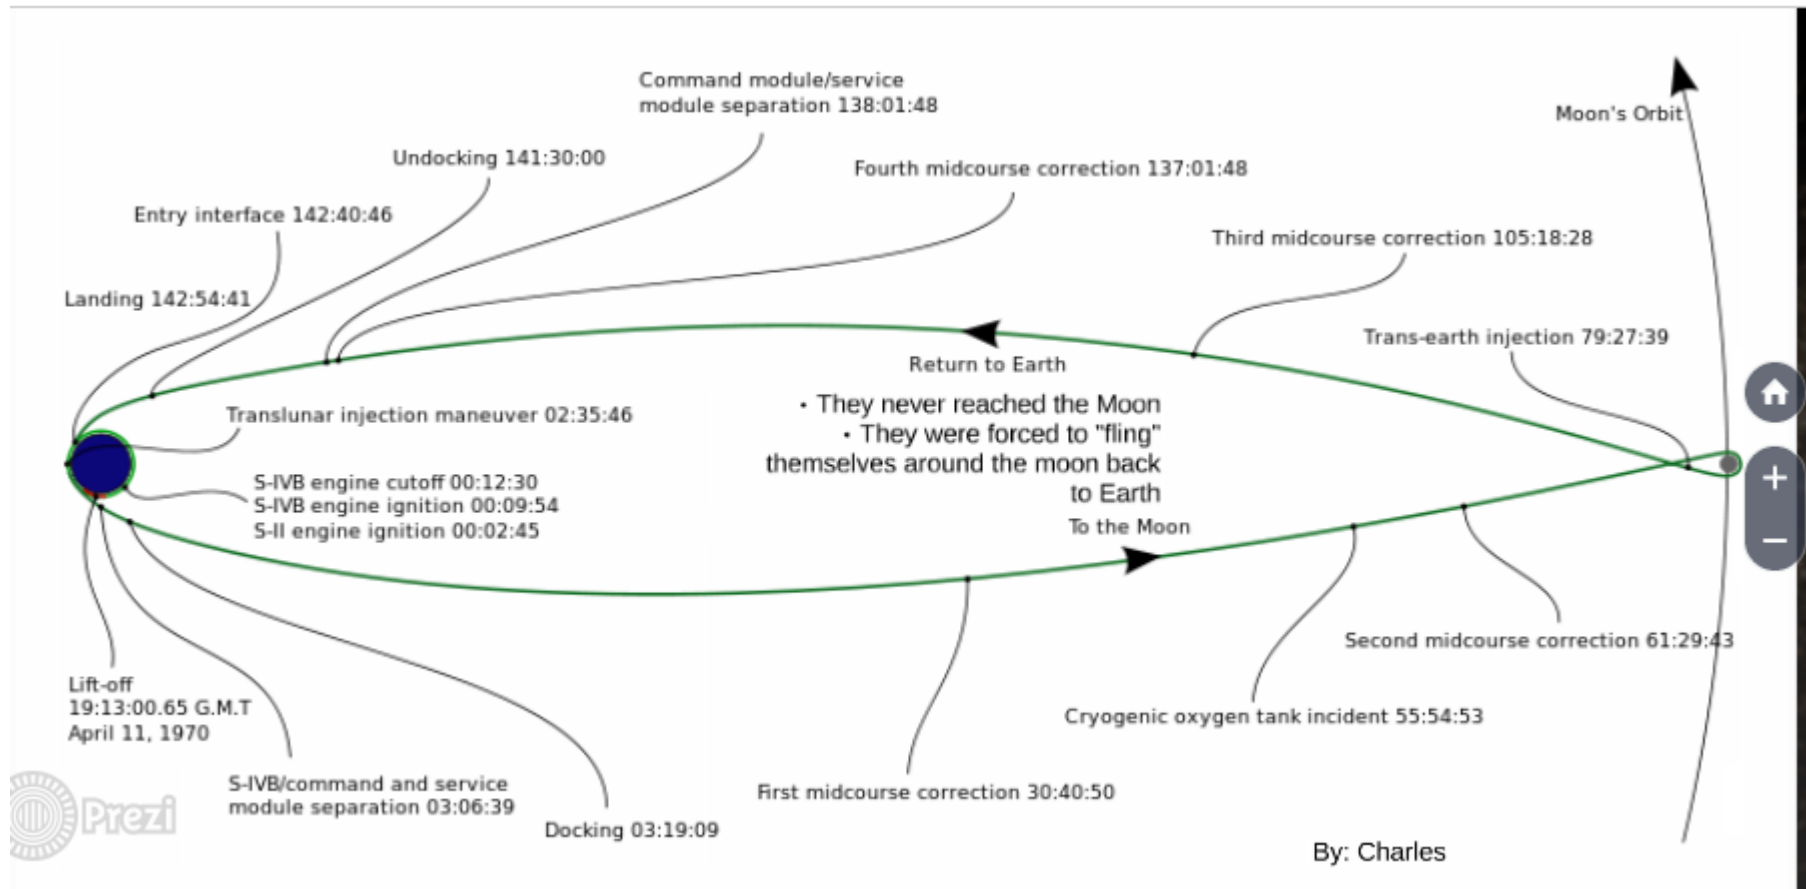 Command module/service
module separation 138:01:48
Moon's Orbit
Undocking 141:30:00
Fourth midcourse correction 137:01:48
Entry interface 142:40:46
Third midcourse correction 105:18:28
Landing 142:54:41
Trans-earth injection 79:27:39
Return to Earth
Translunar injection maneuver 02:35:46
• They never reached the Moon
• They were forced to "fling"
themselves around the moon back
to Earth
S-IVB engine cutoff 00:12:30
S-IVB engine ignition 00:09:54
S-II engine ignition 00:02:45
To the Moon
Second midcourse correction 61:29:43
Lift-off
19:13:00.65 G.M.T
April 11, 1970
Cryogenic oxygen tank incident 55:54:53
S-IVB/command and service
module separation 03:06:39
First midcourse correction 30:40:50
Docking 03:19:09
Prezi
By: Charles